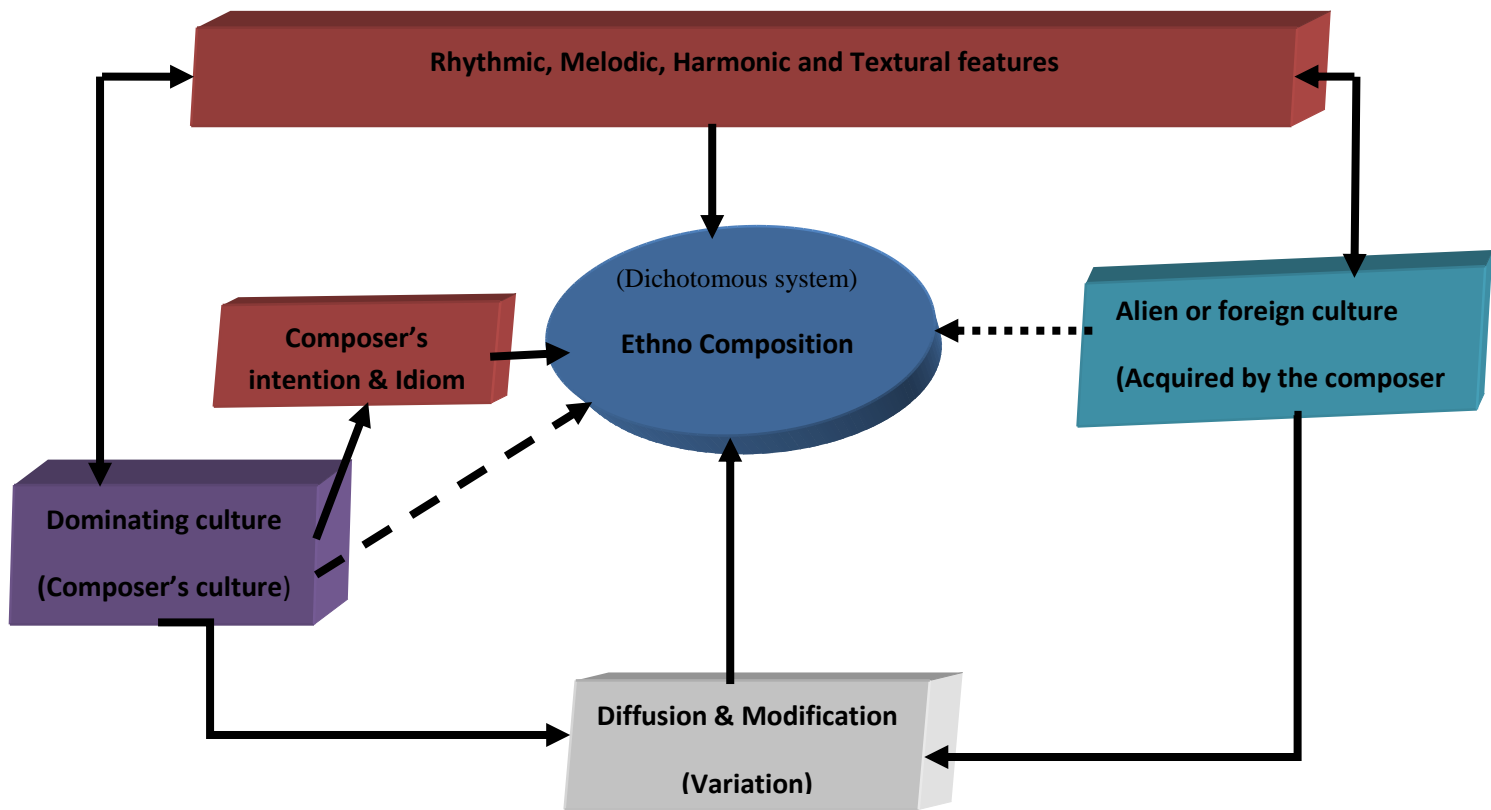 Rhythmic, Melodic, Harmonic and Textural features
(Dichotomous system)
Ethno Composition
Composer’s
intention & Idiom
Alien or foreign culture
(Acquired by the composer
Dominating culture
(Composer’s culture)
Diffusion & Modification
(Variation)